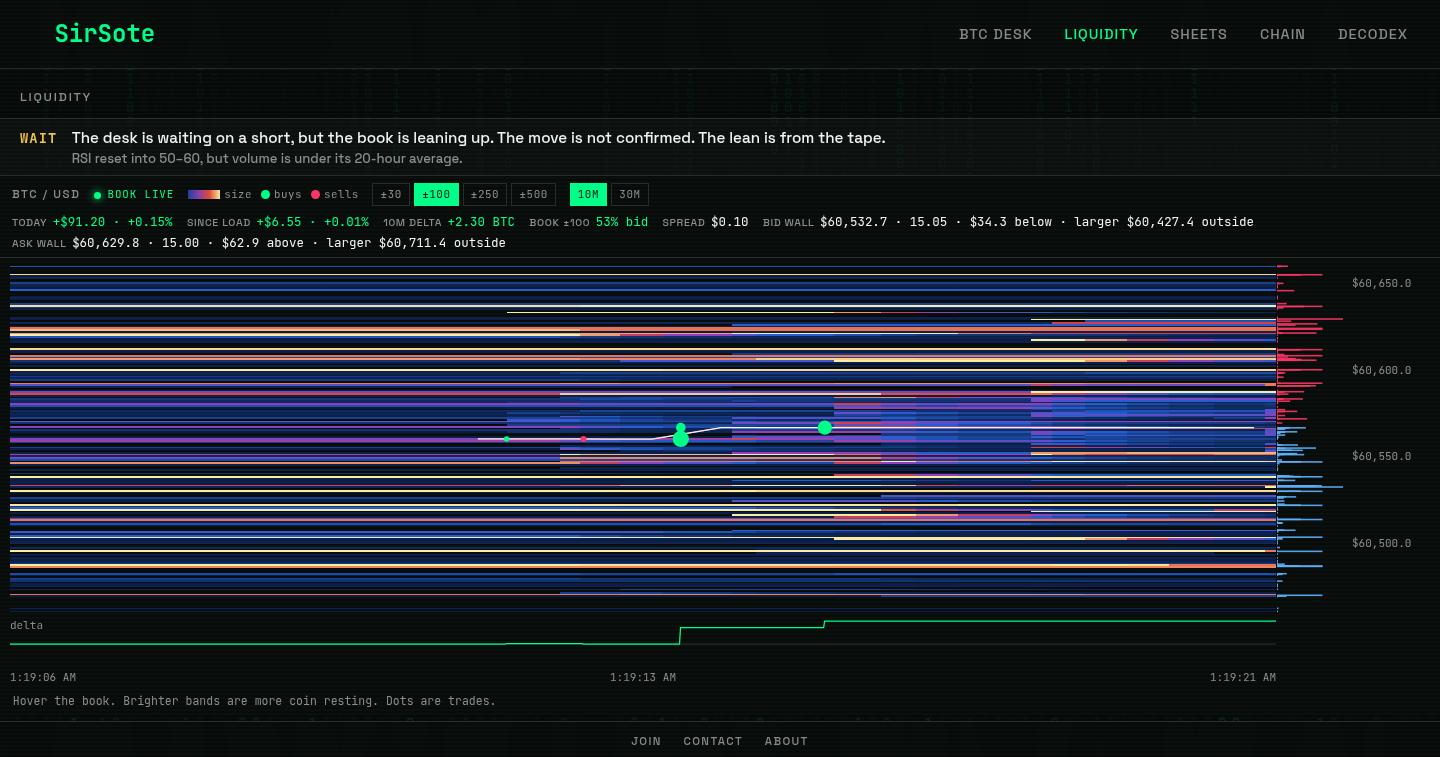 SirSote
BTC DESK LIQUIDITY SHEETS CHAIN DECODEX
LIQUIDITY
WAIT The desk is waiting on a short, but the book is leaning up. The move is not confirmed. The lean is from the tape.
RSI reset into 50–60, but volume is under its 20-hour average.
BTC / USD BOOK LIVE size buys sells ±30 ±100 ±250 ±500 10M 30M
TODAY +$91.20 · +0.15% SINCE LOAD +$6.55 · +0.01% 10M DELTA +2.30 BTC BOOK ±100 53% bid SPREAD $0.10 BID WALL $60,532.7 · 15.05 · $34.3 below · larger $60,427.4 outside
ASK WALL $60,629.8 · 15.00 · $62.9 above · larger $60,711.4 outside
$60,650.0
$60,600.0
$60,550.0
$60,500.0
delta
1:19:06 AM 1:19:13 AM 1:19:21 AM
Hover the book. Brighter bands are more coin resting. Dots are trades.
JOIN CONTACT ABOUT